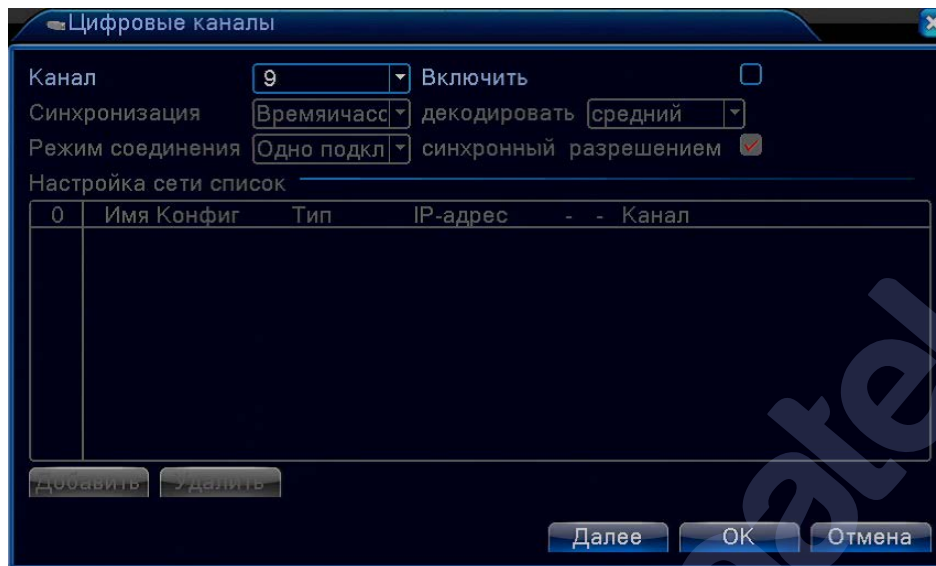 Цифровые каналы
Канал 9 Включить
Синхронизация Времяичасс декодировать средний
Режим соединения Одно подкл синхронный разрешением
Настройка сети список
0 Имя Конфиг Тип IP-адрес - - Канал
Добавить Удалить
Далее OK Отмена